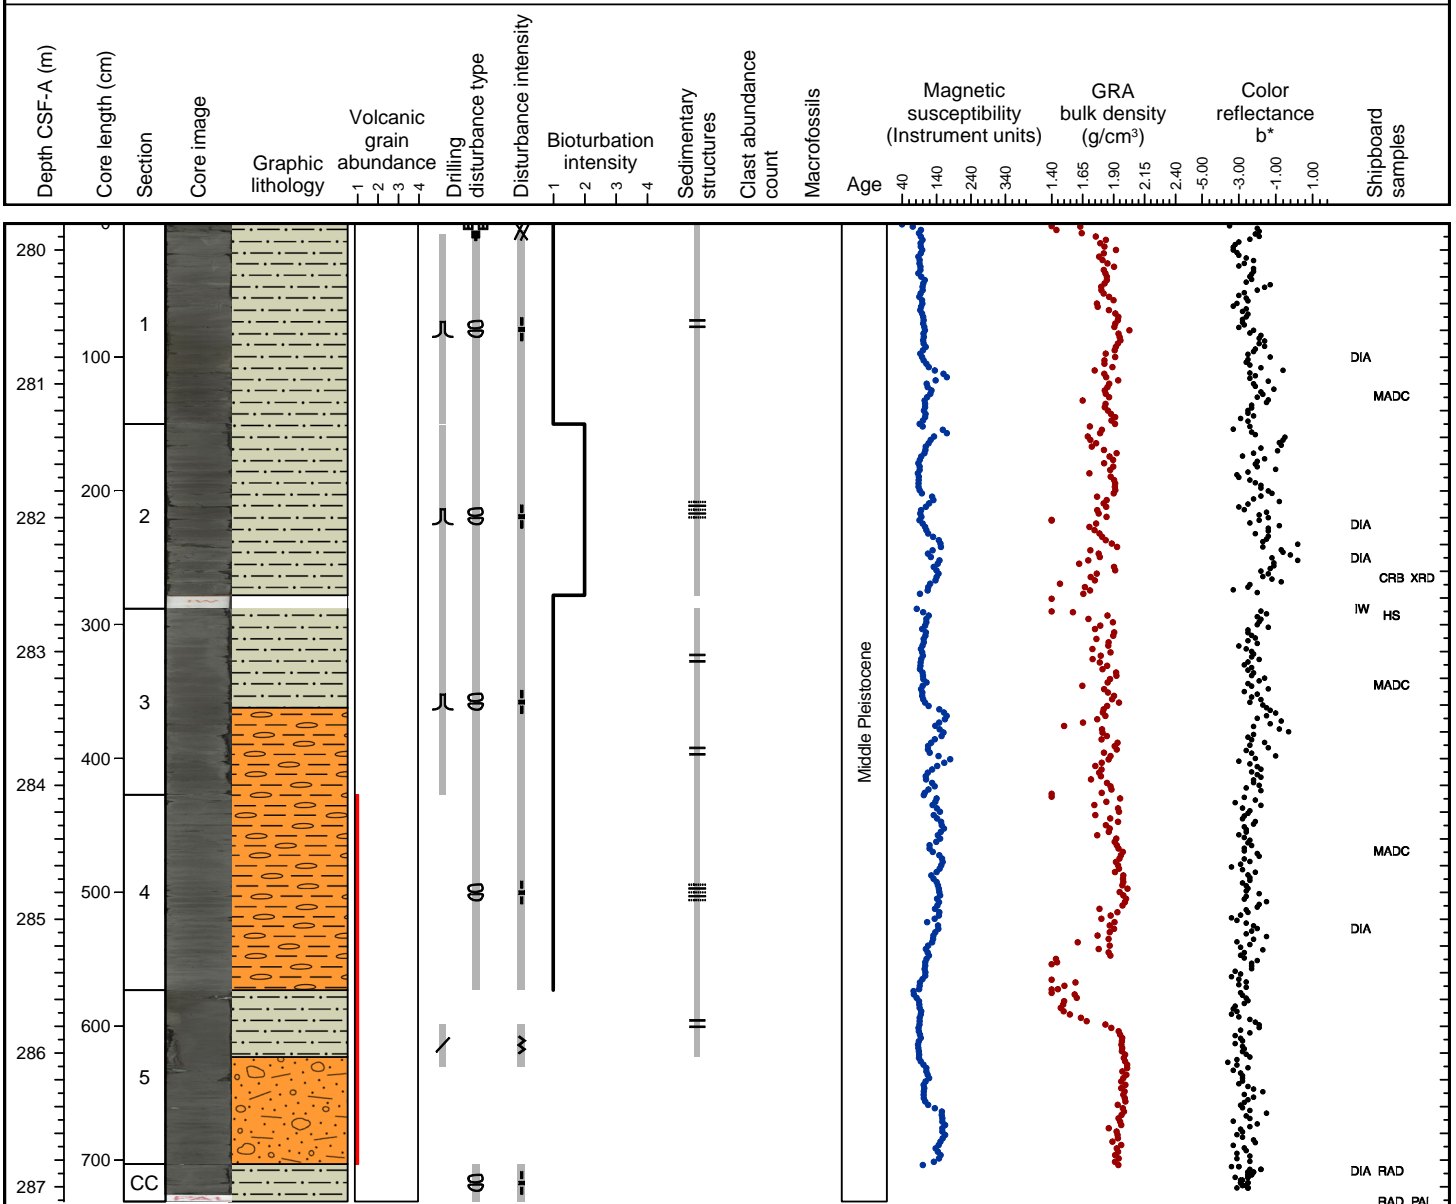 Depth CSF-A (m)
Core length (cm)
Section
Core image
Graphic
lithology
Volcanic
grain
abundance
1 2 3 4
Drilling
disturbance type
Disturbance intensity
Bioturbation
intensity
1 2 3 4
Sedimentary
structures
Clast abundance
count
Macrofossils
Age
Magnetic
susceptibility
(Instrument units)
40 140 240 340
GRA
bulk density
(g/cm³)
1.40 1.65 1.90 2.15 2.40
Color
reflectance
b*
-5.00 -3.00 -1.00 1.00
Shipboard
samples
0
280
1
100
DIA
281
MADC
200
2
282
DIA
DIA
CRB XRD
IW HS
300
283
3
MADC
Middle Pleistocene
400
284
MADC
500
4
285
DIA
600
286
5
700
CC
DIA RAD
287
RAD PAL